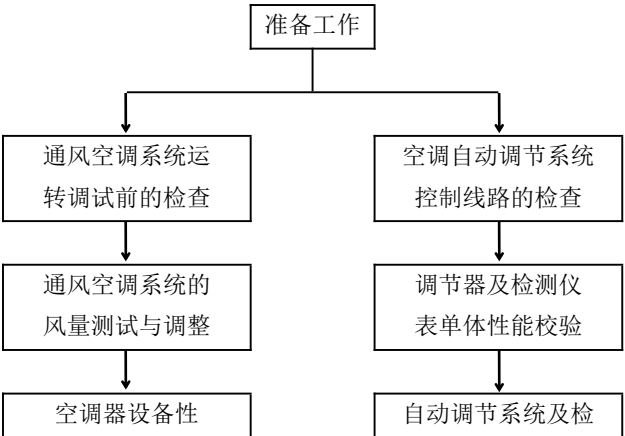 准备工作
通风空调系统运
转调试前的检查
空调自动调节系统
控制线路的检查
通风空调系统的
风量测试与调整
调节器及检测仪
表单体性能校验
空调器设备性
自动调节系统及检